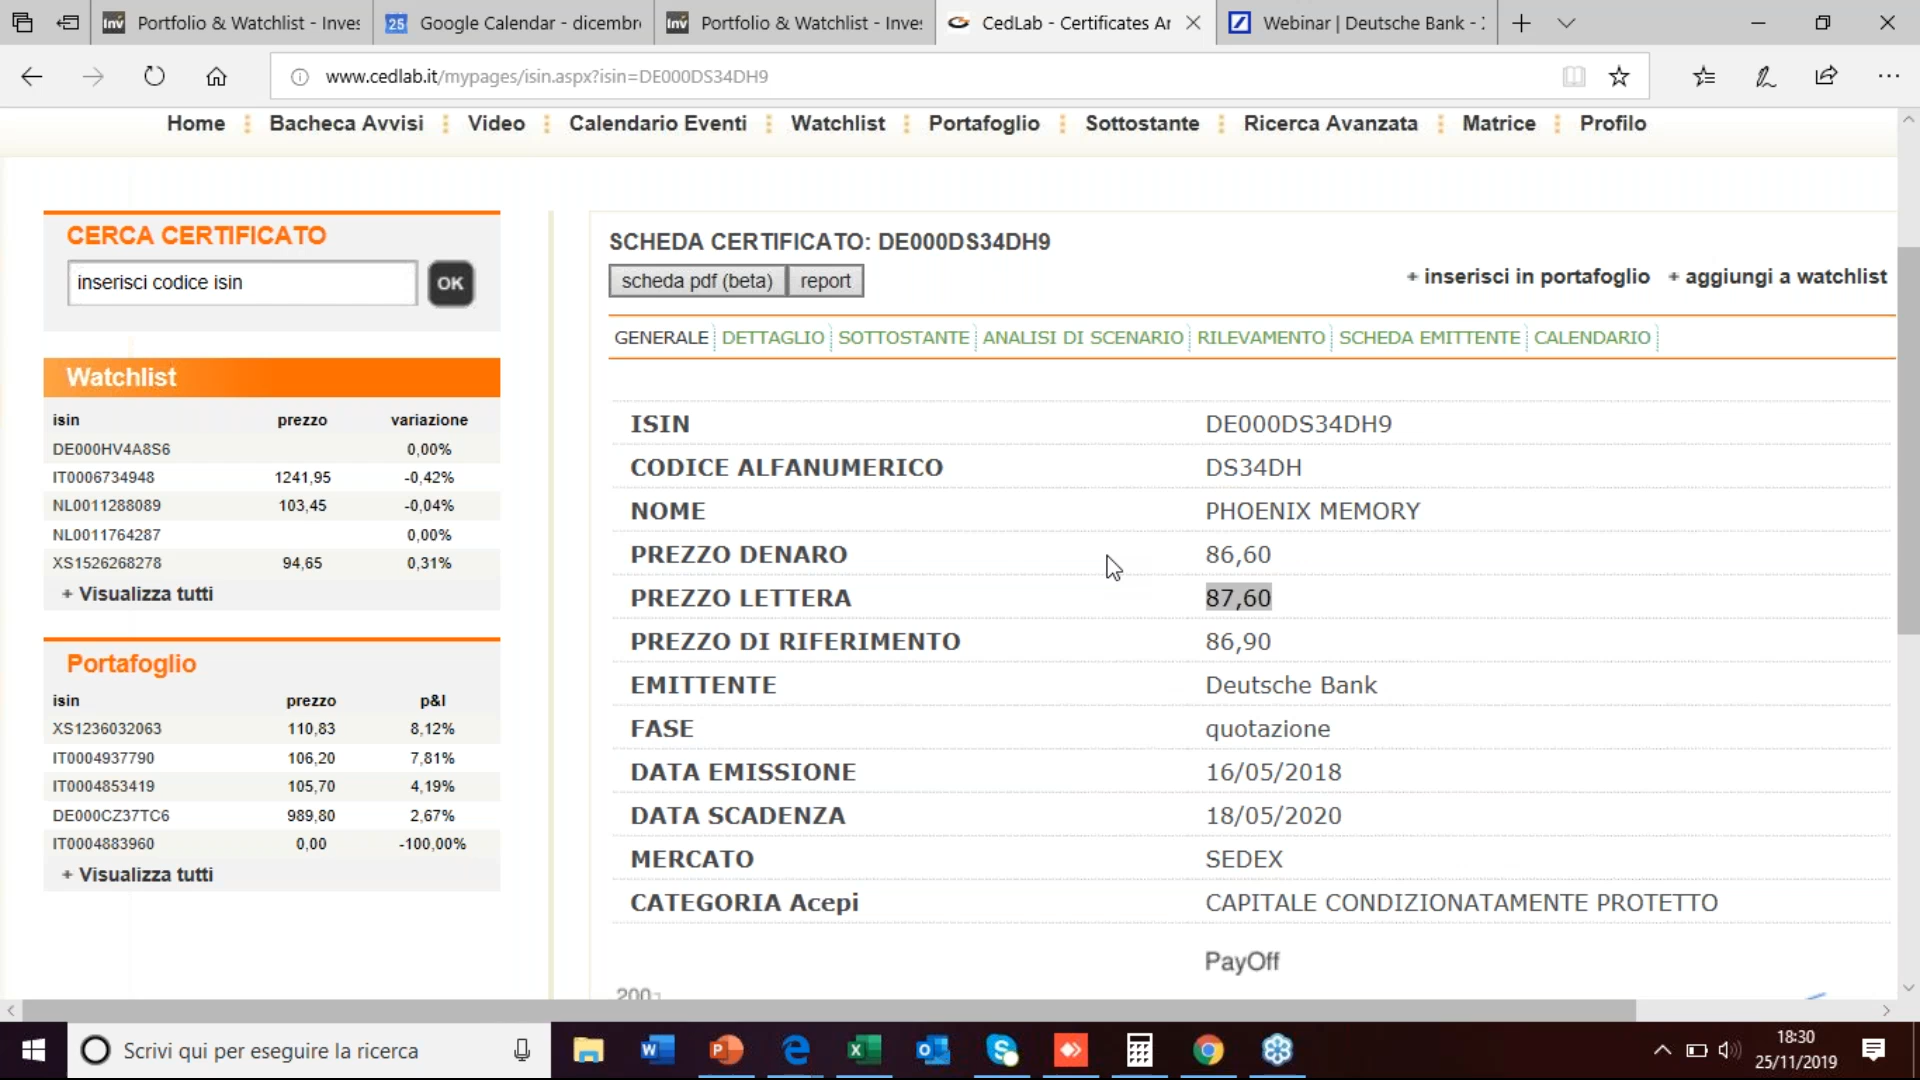 Portfolio & Watchlist - Inves
Google Calendar - dicembr
Portfolio & Watchlist - Inves
CedLab - Certificates Ar
Webinar | Deutsche Bank -
www.cedlab.it/mypages/isin.aspx?isin=DE000DS34DH9
Home Bacheca Avvisi Video Calendario Eventi Watchlist Portafoglio Sottostante Ricerca Avanzata Matrice Profilo
CERCA CERTIFICATO
inserisci codice isin OK
Watchlist
isin prezzo variazione
DE000HV4A8S6 0,00%
IT0006734948 1241,95 -0,42%
NL0011288089 103,45 -0,04%
NL0011764287 0,00%
XS1526268278 94,65 0,31%
+ Visualizza tutti
Portafoglio
isin prezzo p&l
XS1236032063 110,83 8,12%
IT0004937790 106,20 7,81%
IT0004853419 105,70 4,19%
DE000CZ37TC6 989,80 2,67%
IT0004883960 0,00 -100,00%
+ Visualizza tutti
SCHEDA CERTIFICATO: DE000DS34DH9
scheda pdf (beta) report
+ inserisci in portafoglio + aggiungi a watchlist
GENERALE DETTAGLIO SOTTOSTANTE ANALISI DI SCENARIO RILEVAMENTO SCHEDA EMITTENTE CALENDARIO
ISIN DE000DS34DH9
CODICE ALFANUMERICO DS34DH
NOME PHOENIX MEMORY
PREZZO DENARO 86,60
PREZZO LETTERA 87,60
PREZZO DI RIFERIMENTO 86,90
EMITTENTE Deutsche Bank
FASE quotazione
DATA EMISSIONE 16/05/2018
DATA SCADENZA 18/05/2020
MERCATO SEDEX
CATEGORIA Acepi CAPITALE CONDIZIONATAMENTE PROTETTO
PayOff
200
Scrivi qui per eseguire la ricerca
18:30
25/11/2019